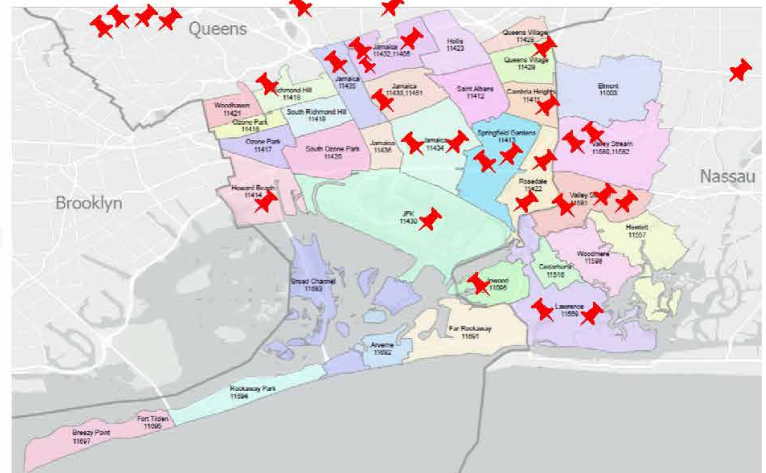 Queens
Hollis
11423
Queens Village
11429
Jamaica
11432,11405
Queens Village
11428
Jamaica
11435
Elmont
11003
Richmond Hill
11418
Jamaica
11433,11451
Saint Albans
11412
Cambria Heights
11411
Woodhaven
11421
South Richmond Hill
11419
Ozone Park
11416
Springfield Gardens
11413
Ozone Park
11417
Jamaica
11436
Jamaica
11434
Valley Stream
11580,11582
South Ozone Park
11420
Nassau
Rosedale
11422
Howard Beach
11414
Valley
11581
Brooklyn
JFK
11430
Hewlett
11557
Woodmere
11598
Cedarhurst
11516
Broad Channel
11693
Inwood
11096
Lawrence
11559
Far Rockaway
11691
Arverne
11692
Rockaway Park
11694
Fort Tilden
11695
Breezy Point
11697